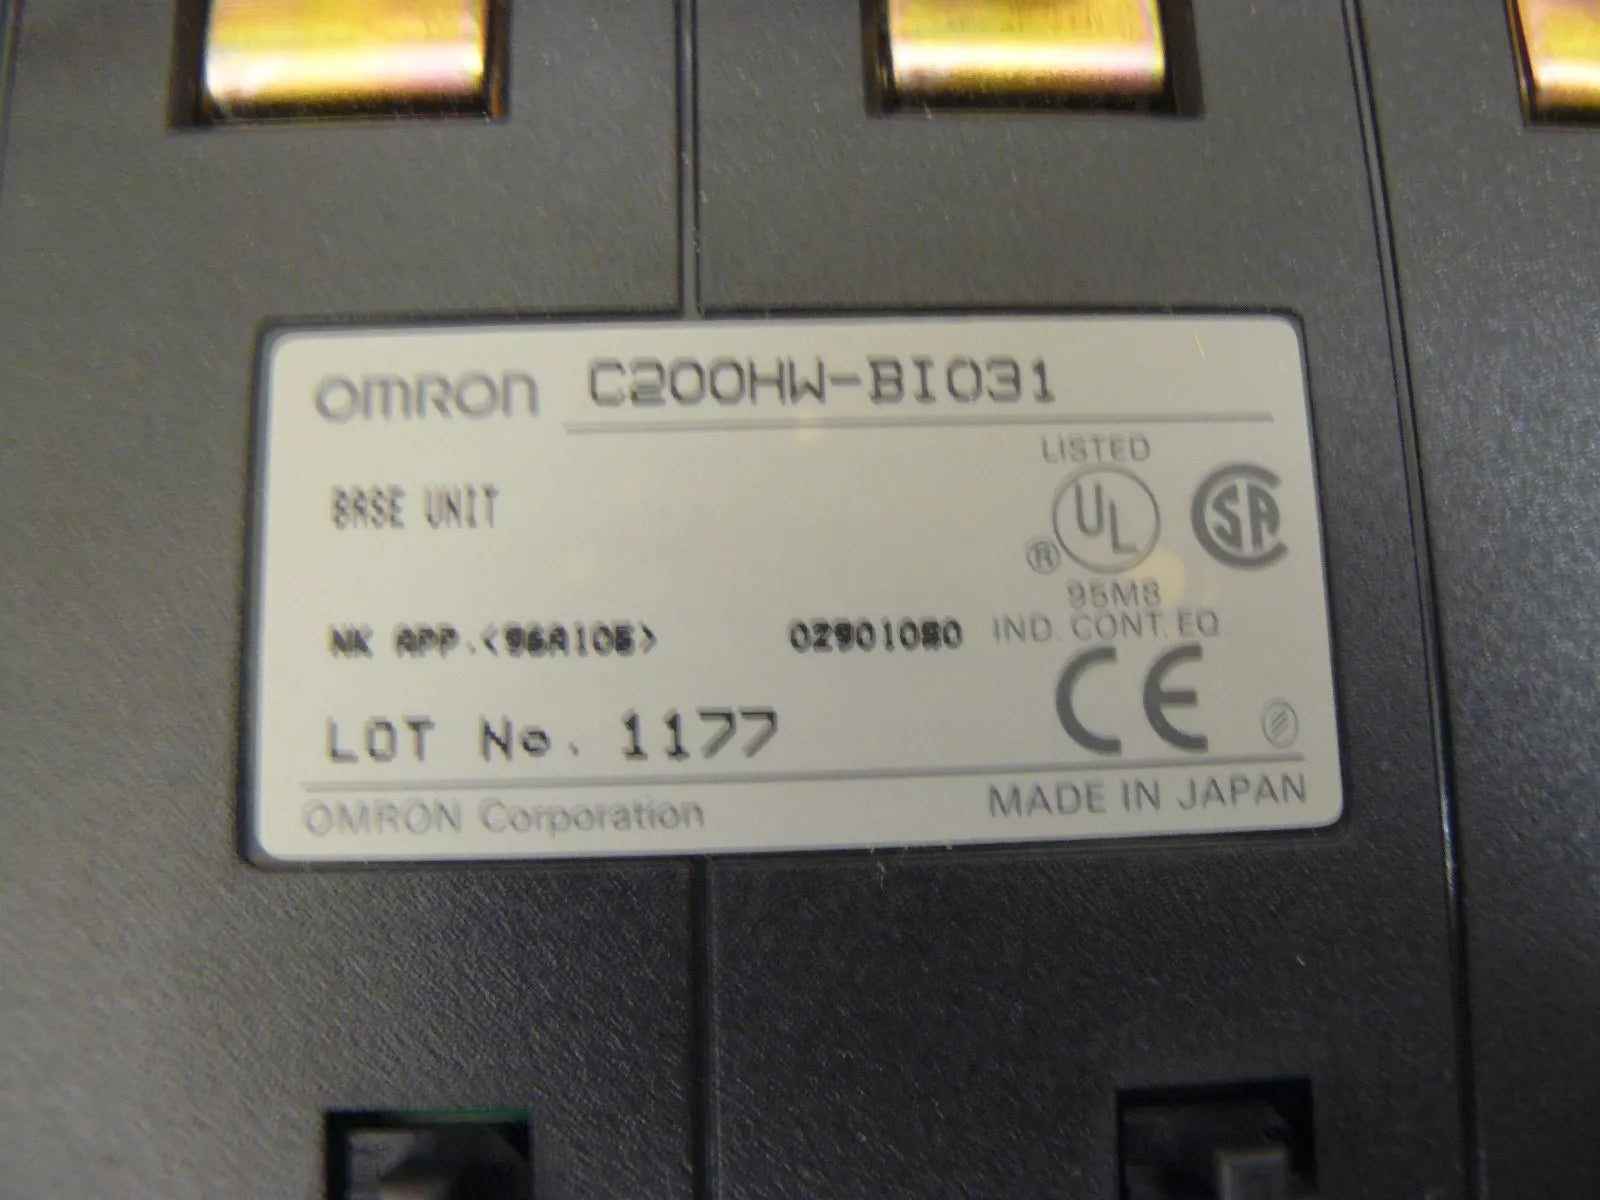 OMRON C200HW-BI031
LISTED
BASE UNIT
UL
SA
®
95M8
NK APP.<96A105> IND. CONT. EQ
CE
LOT No. 1177
OMRON Corporation MADE IN JAPAN